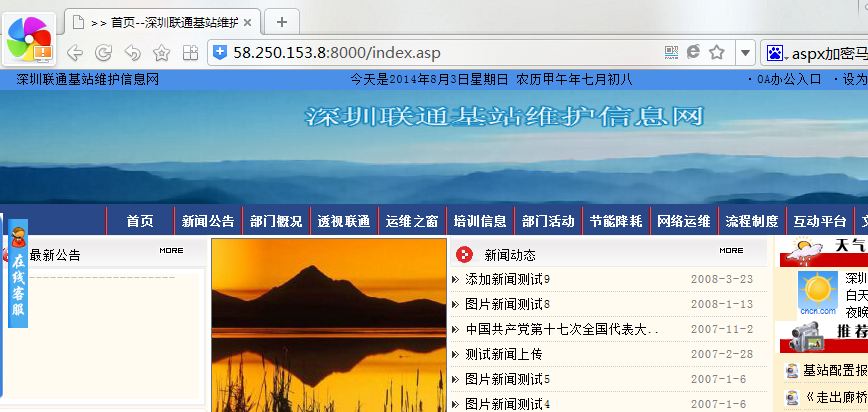 >> 首页--深圳联通基站维护
58.250.153.8:8000/index.asp
aspx加密马
深圳联通基站维护信息网
今天是2014年8月3日星期日 农历甲午年七月初八
·OA办公入口 ·设为
深圳联通基站维护信息网
首页 新闻公告 部门概况 透视联通 运维之窗 培训信息 部门活动 节能降耗 网络运维 流程制度 互动平台
在线客服
最新公告 MORE
新闻动态 MORE
添加新闻测试9 2008-3-23
图片新闻测试8 2008-1-13
中国共产党第十七次全国代表大.. 2007-11-2
测试新闻上传 2007-2-28
图片新闻测试5 2007-1-6
图片新闻测试4 2007-1-6
天气
深圳
白天
夜晚
cncn.com
推荐
基站配置报
《走出廊桥